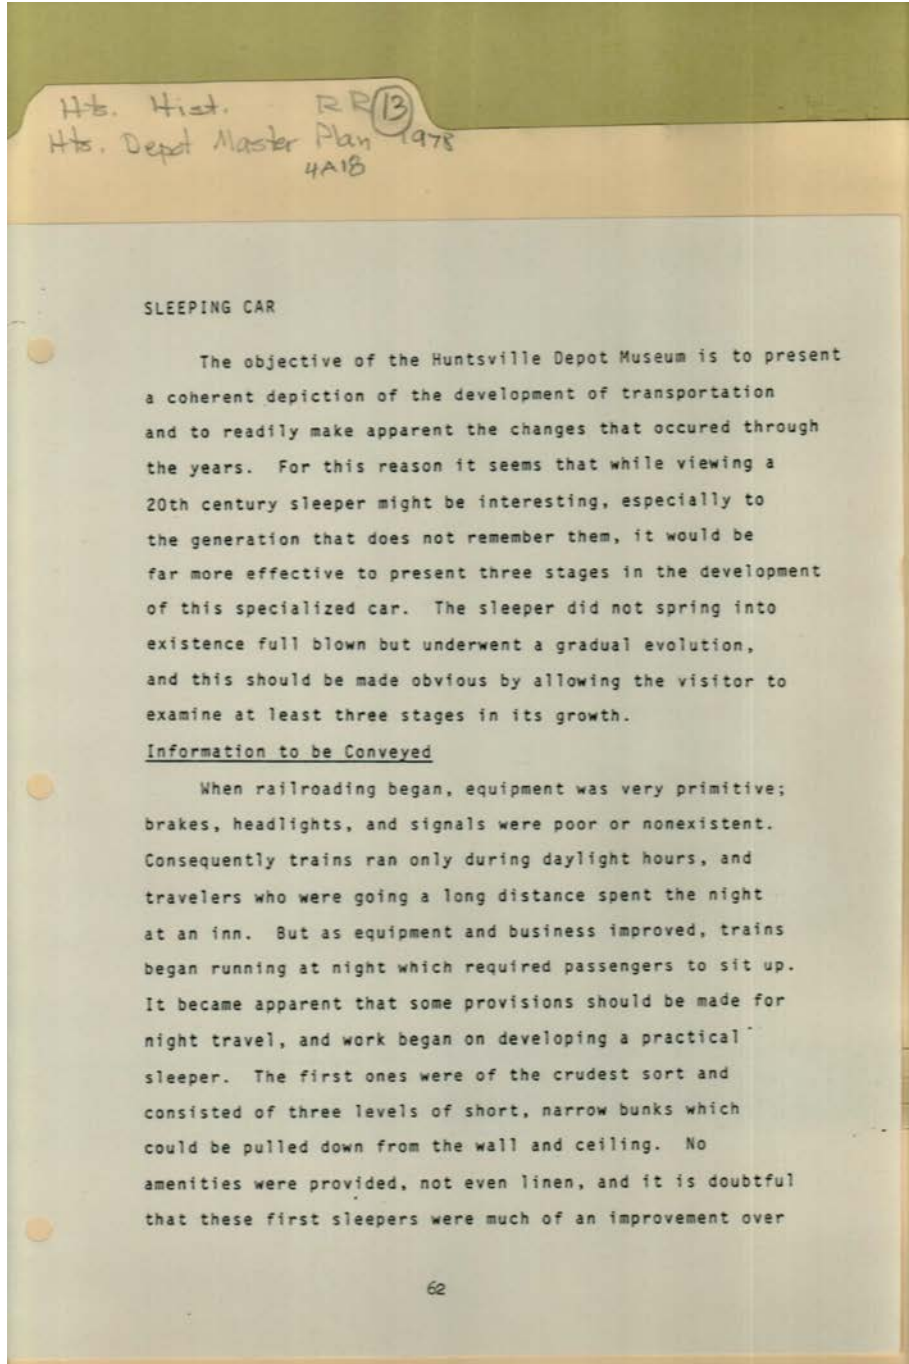 Hts. Hist. RR 13
Hts. Depot Master Plan 1978
4A18
SLEEPING CAR
The objective of the Huntsville Depot Museum is to present
a coherent depiction of the development of transportation
and to readily make apparent the changes that occured through
the years. For this reason it seems that while viewing a
20th century sleeper might be interesting, especially to
the generation that does not remember them, it would be
far more effective to present three stages in the development
of this specialized car. The sleeper did not spring into
existence full blown but underwent a gradual evolution,
and this should be made obvious by allowing the visitor to
examine at least three stages in its growth.
Information to be Conveyed
When railroading began, equipment was very primitive;
brakes, headlights, and signals were poor or nonexistent.
Consequently trains ran only during daylight hours, and
travelers who were going a long distance spent the night
at an inn. But as equipment and business improved, trains
began running at night which required passengers to sit up.
It became apparent that some provisions should be made for
night travel, and work began on developing a practical
sleeper. The first ones were of the crudest sort and
consisted of three levels of short, narrow bunks which
could be pulled down from the wall and ceiling. No
amenities were provided, not even linen, and it is doubtful
that these first sleepers were much of an improvement over
62